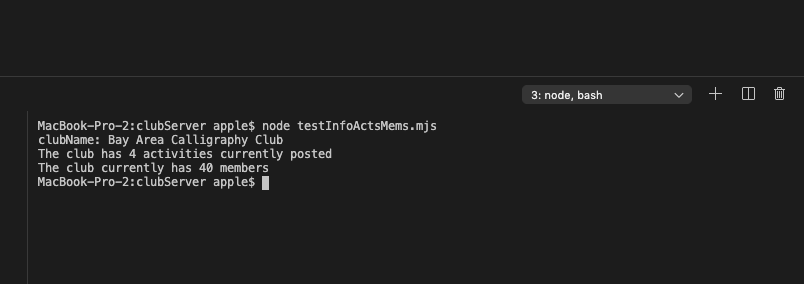 3: node, bash
MacBook-Pro-2:clubServer apple$ node testInfoActsMems.mjs
clubName: Bay Area Calligraphy Club
The club has 4 activities currently posted
The club currently has 40 members
MacBook-Pro-2:clubServer apple$